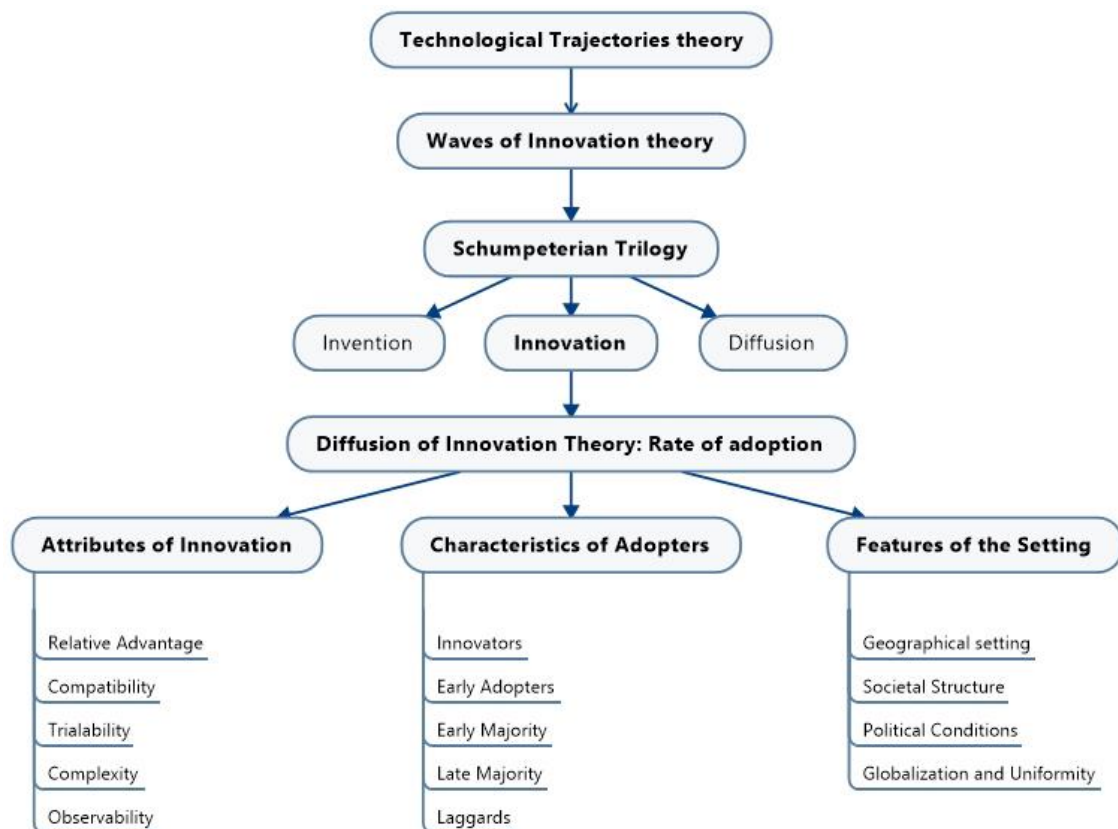 Technological Trajectories theory
Waves of Innovation theory
Schumpeterian Trilogy
Invention
Innovation
Diffusion
Diffusion of Innovation Theory: Rate of adoption
Attributes of Innovation
Characteristics of Adopters
Features of the Setting
Relative Advantage
Compatibility
Trialability
Complexity
Observability
Innovators
Early Adopters
Early Majority
Late Majority
Laggards
Geographical setting
Societal Structure
Political Conditions
Globalization and Uniformity